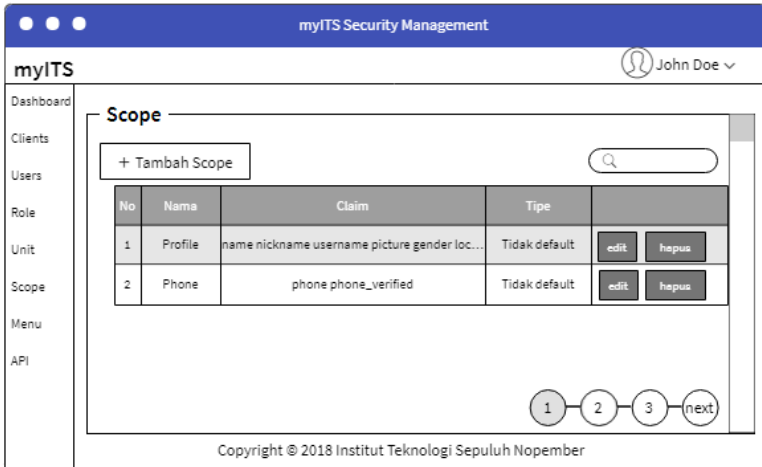 myITS Security Management
myITS
John Doe
Dashboard
Clients
Users
Role
Unit
Scope
Menu
API
Scope
+ Tambah Scope
No Nama Claim Tipe
1 Profile name nickname username picture gender loc... Tidak default edit hapus
2 Phone phone phone_verified Tidak default edit hapus
1 2 3 next
Copyright © 2018 Institut Teknologi Sepuluh Nopember